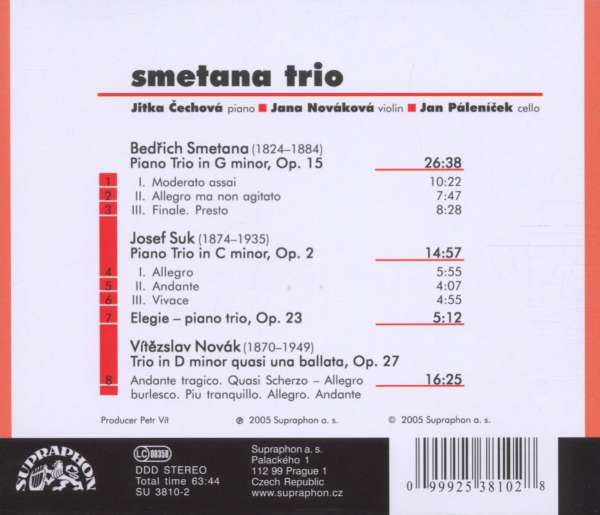 smetana trio
Jitka Čechová piano ■ Jana Nováková violin ■ Jan Páleníček cello
Bedřich Smetana (1824–1884)
Piano Trio in G minor, Op. 15 26:38
1 I. Moderato assai 10:22
2 II. Allegro ma non agitato 7:47
3 III. Finale. Presto 8:28
Josef Suk (1874–1935)
Piano Trio in C minor, Op. 2 14:57
4 I. Allegro 5:55
5 II. Andante 4:07
6 III. Vivace 4:55
7 Elegie – piano trio, Op. 23 5:12
Vítězslav Novák (1870–1949)
Trio in D minor quasi una ballata, Op. 27
8 Andante tragico. Quasi Scherzo – Allegro 16:25
burlesco. Piu tranquillo. Allegro. Andante
Producer Petr Vít ℗ 2005 Supraphon a. s. © 2005 Supraphon a. s.
SUPRAPHON
LC 00358
DDD STEREO
Total time 63:44
SU 3810-2
Supraphon a. s.
Palackého 1
112 99 Prague 1
Czech Republic
www.supraphon.cz
0 99925 38102 8